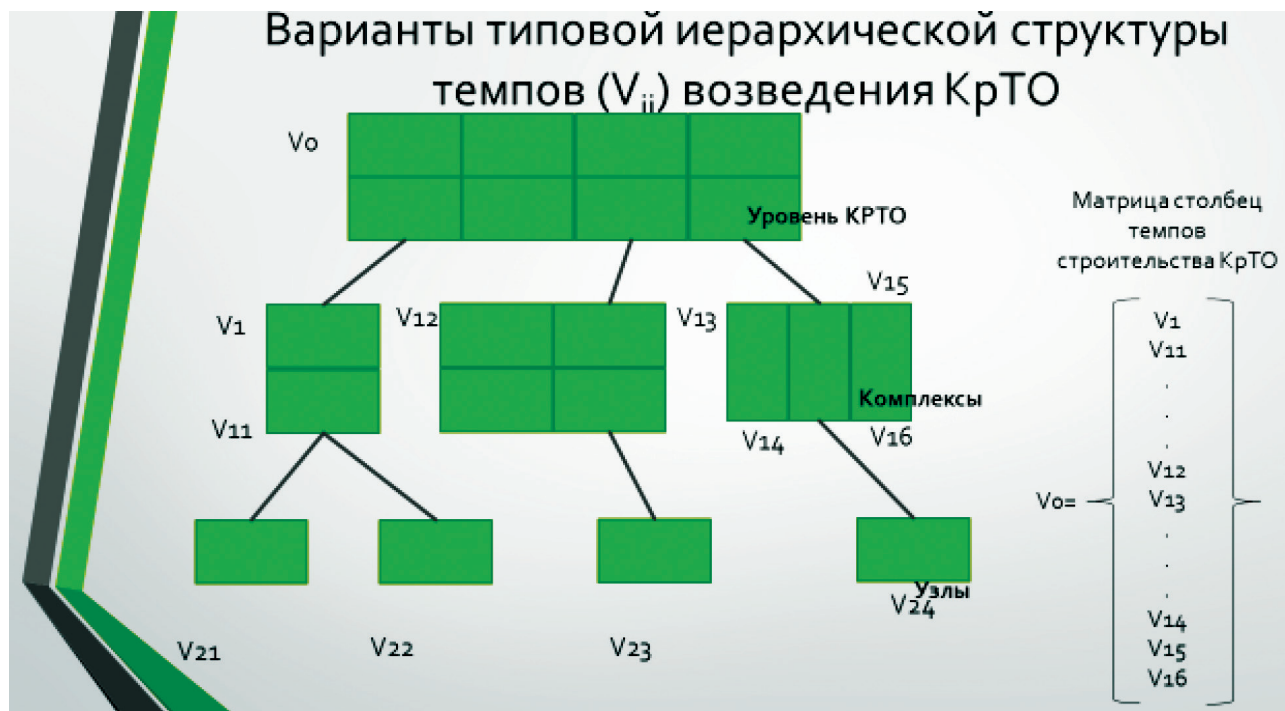 Варианты типовой иерархической структуры
темпов (Vij) возведения КрТО
Vo
Уровень КРТО
Матрица столбец
темпов
строительства КрТО
V1
V12
V13
V15
V11
V14
Комплексы
V16
V21
V22
V23
Узлы
V24
Vo=
V1
V11
.
.
.
V12
V13
.
.
.
V14
V15
V16